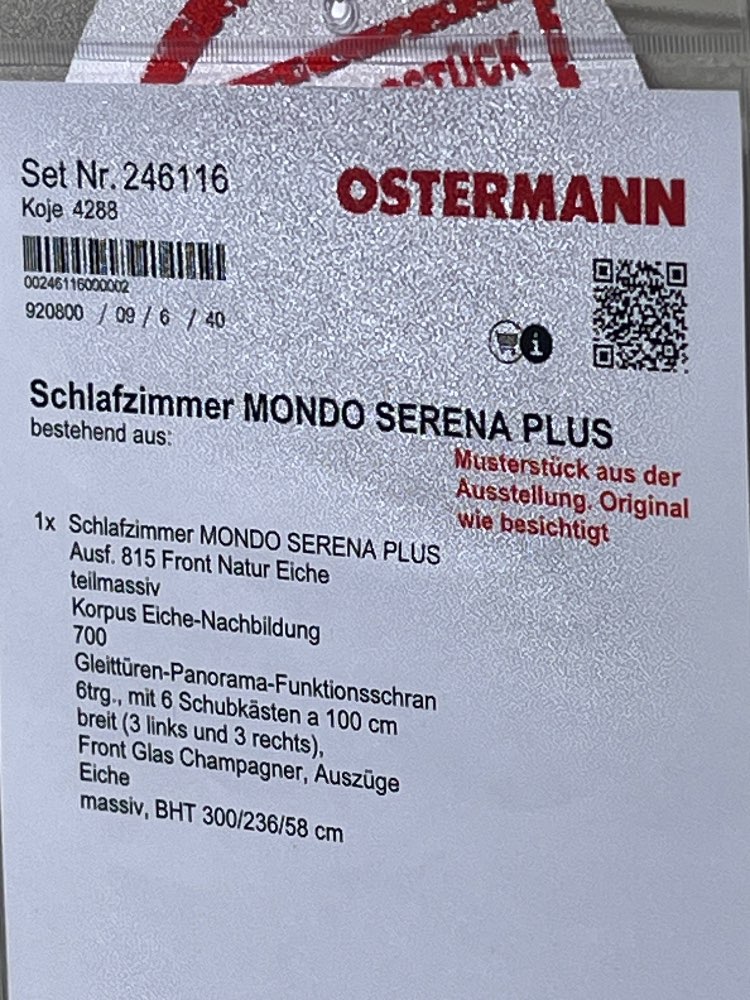 Set Nr. 246116
OSTERMANN
Koje 4288
00246116000002
920800 / 09 / 6 / 40
i
Schlafzimmer MONDO SERENA PLUS
bestehend aus:
Musterstück aus der
Ausstellung. Original
wie besichtigt
1x Schlafzimmer MONDO SERENA PLUS
Ausf. 815 Front Natur Eiche
teilmassiv
Korpus Eiche-Nachbildung
700
Gleittüren-Panorama-Funktionsschran
6trg., mit 6 Schubkästen a 100 cm
breit (3 links und 3 rechts),
Front Glas Champagner, Auszüge
Eiche
massiv, BHT 300/236/58 cm